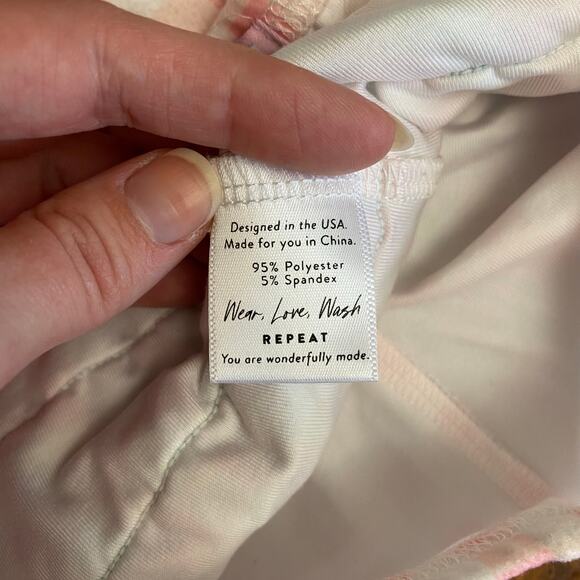 Designed in the USA.
Made for you in China.
95% Polyester
5% Spandex
Wear, Love, Wash
REPEAT
You are wonderfully made.